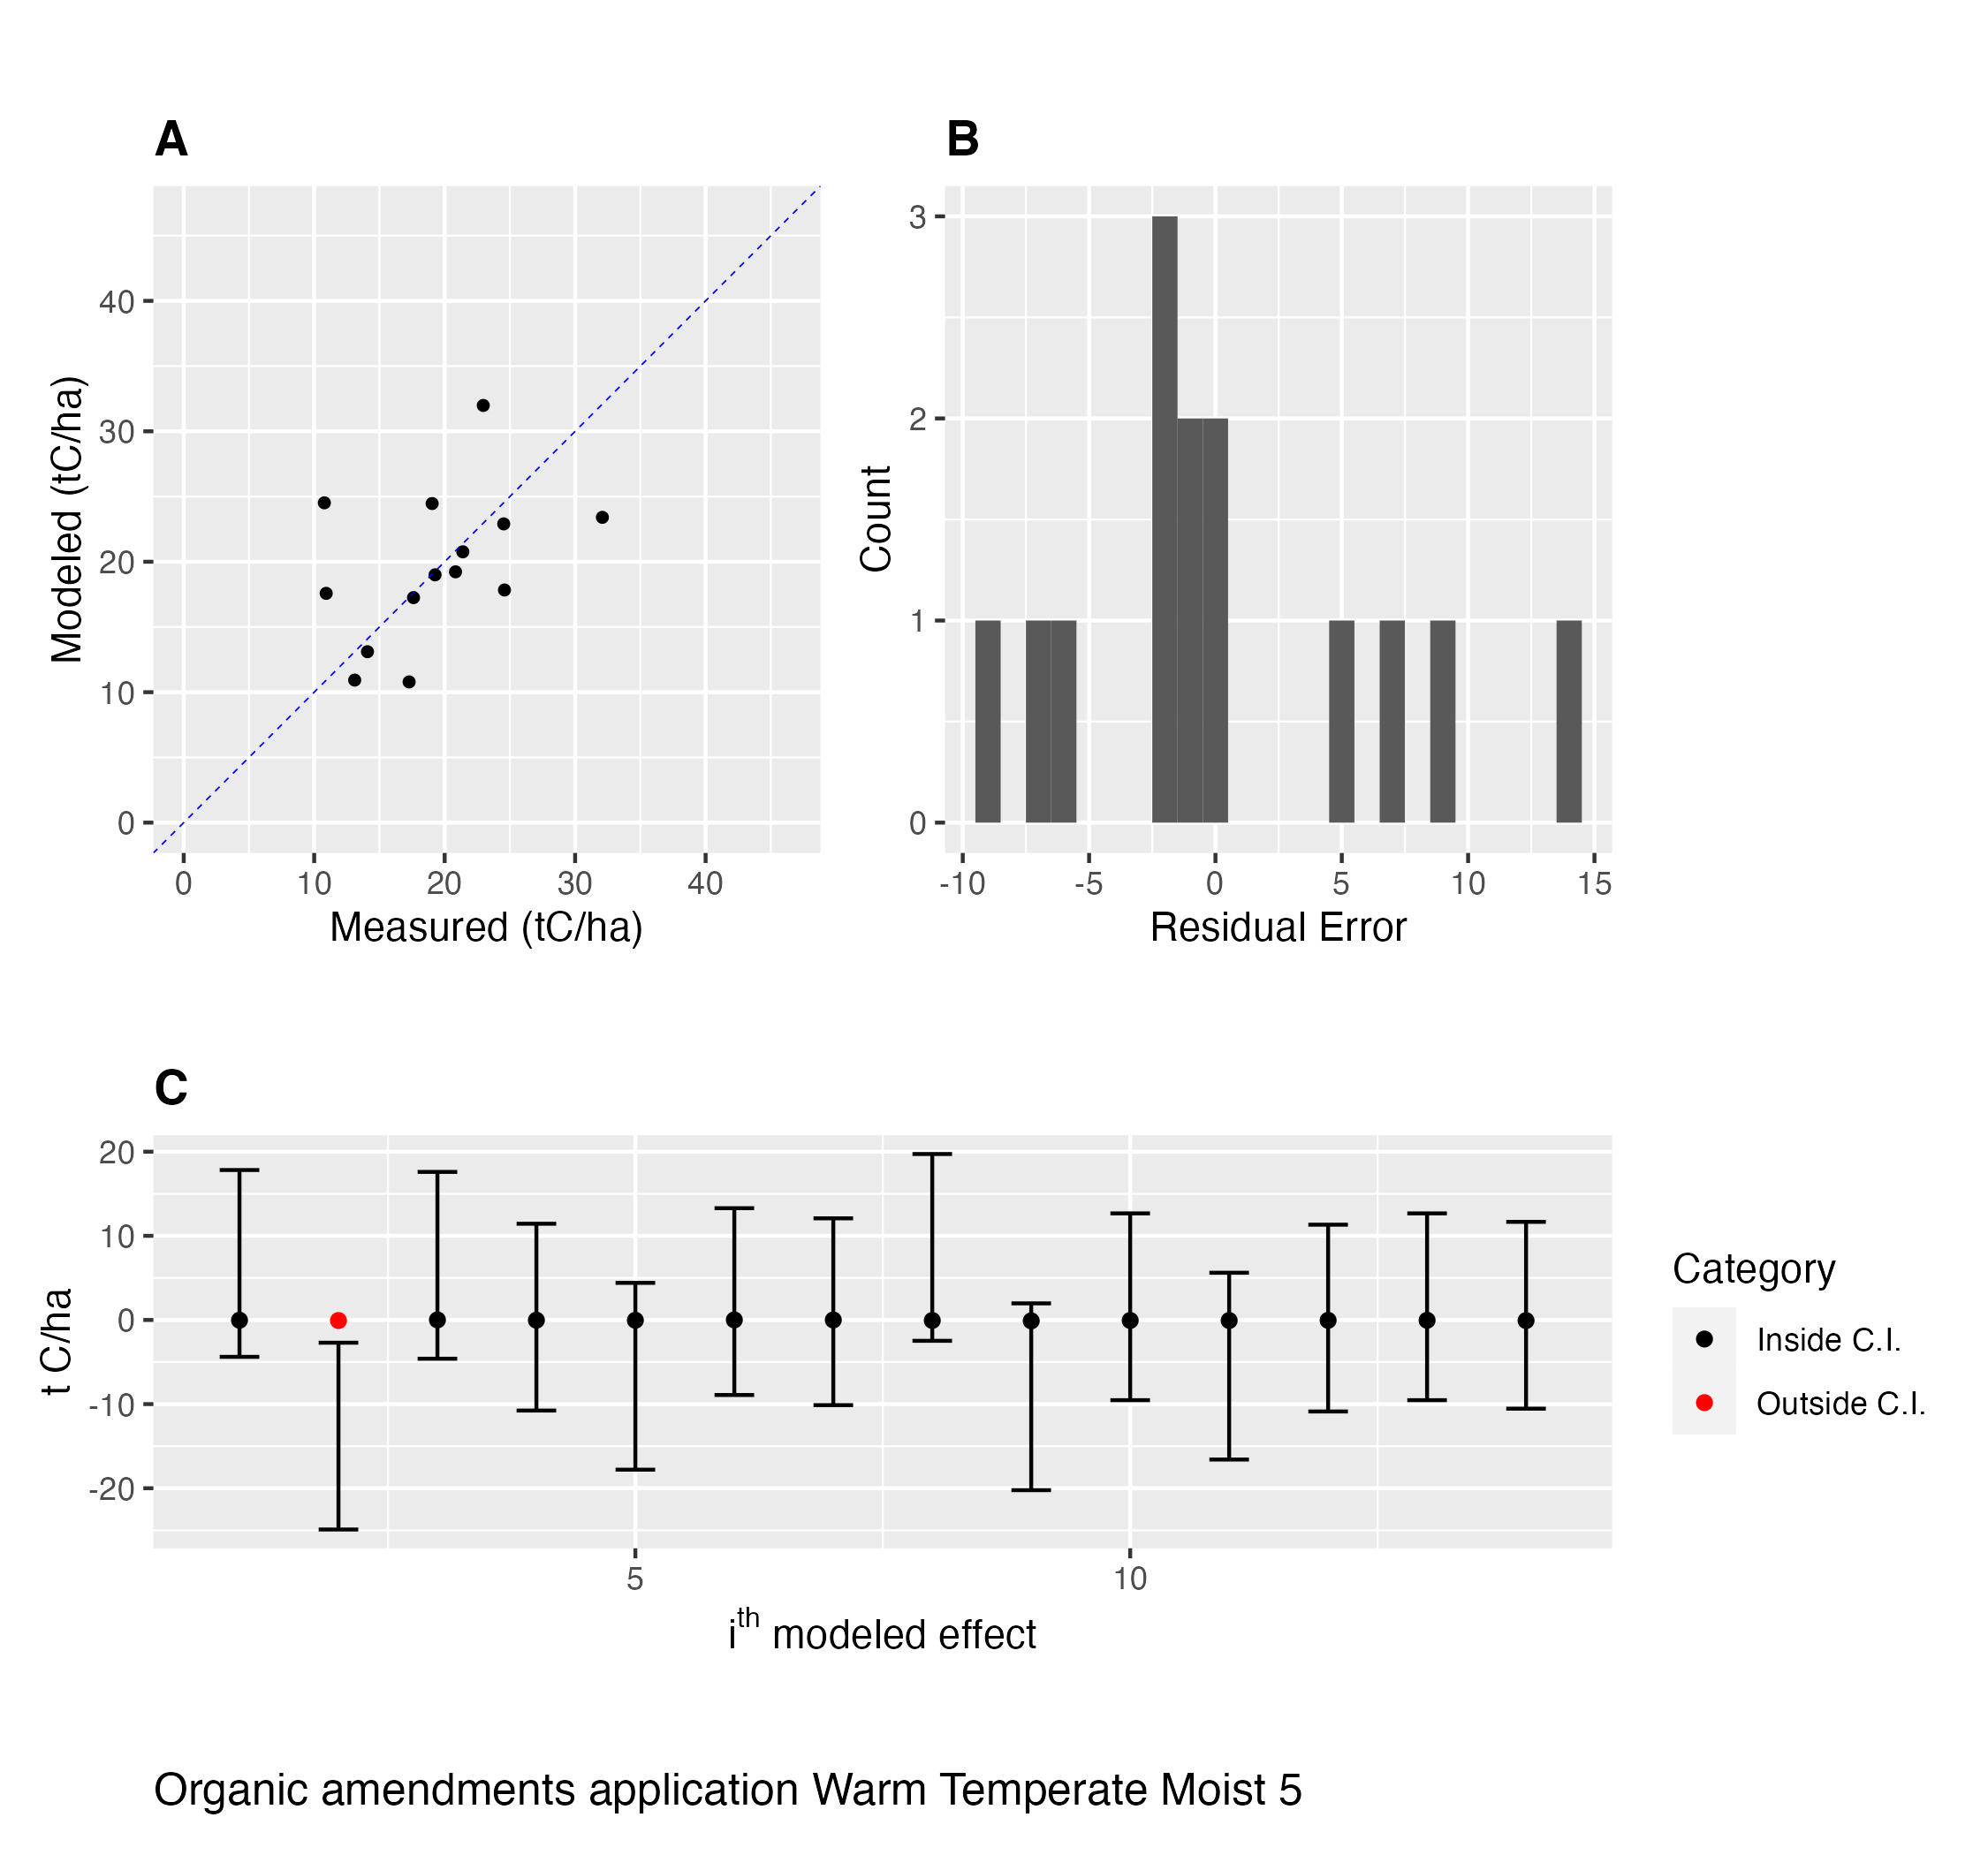 A
B
40
30
20
10
0
Modeled (tC/ha)
0 10 20 30 40
Measured (tC/ha)
3
2
1
0
Count
-10 -5 0 5 10 15
Residual Error
C
20
10
0
-10
-20
t C/ha
5 10
ith modeled effect
Category
Inside C.I.
Outside C.I.
Organic amendments application Warm Temperate Moist 5